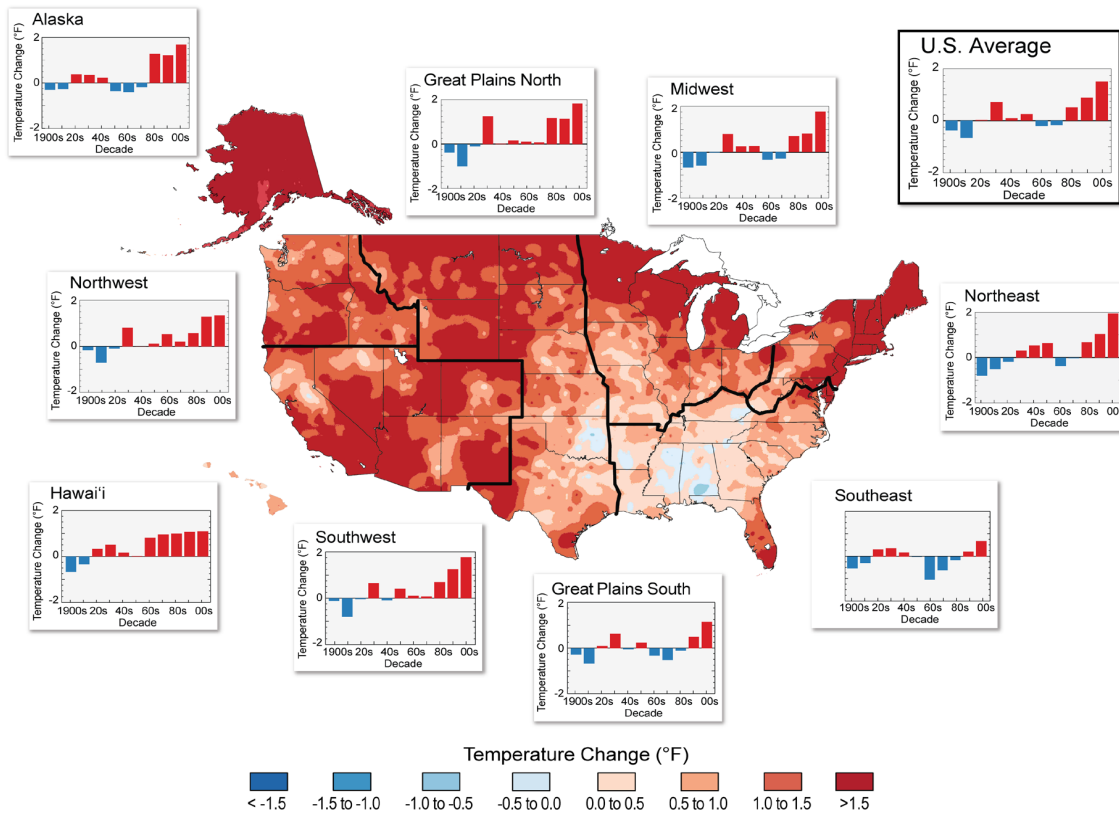 Alaska
Temperature Change (°F)
2
0
-2
1900s 20s 40s 60s 80s 00s
Decade
Great Plains North
Temperature Change (°F)
2
0
-2
1900s 20s 40s 60s 80s 00s
Decade
Midwest
Temperature Change (°F)
2
0
-2
1900s 20s 40s 60s 80s 00s
Decade
U.S. Average
Temperature Change (°F)
2
0
-2
1900s 20s 40s 60s 80s 00s
Decade
Northwest
Temperature Change (°F)
2
0
-2
1900s 20s 40s 60s 80s 00s
Decade
Northeast
Temperature Change (°F)
2
0
-2
1900s 20s 40s 60s 80s 00s
Decade
Hawai‘i
Temperature Change (°F)
2
0
-2
1900s 20s 40s 60s 80s 00s
Decade
Southwest
Temperature Change (°F)
2
0
-2
1900s 20s 40s 60s 80s 00s
Decade
Great Plains South
Temperature Change (°F)
2
0
-2
1900s 20s 40s 60s 80s 00s
Decade
Southeast
Temperature Change (°F)
2
0
-2
1900s 20s 40s 60s 80s 00s
Decade
Temperature Change (°F)
< -1.5 -1.5 to -1.0 -1.0 to -0.5 -0.5 to 0.0 0.0 to 0.5 0.5 to 1.0 1.0 to 1.5 >1.5